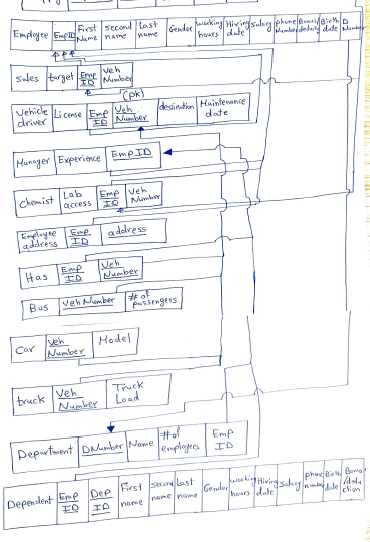 Employee EmpID First Name second name Last name Gender working hours Hiring date Salary phone Number Bonus/deduly Birth date D Number
sales target Emp ID Veh Number
(pk)
Vehicle driver License Emp ID Veh. Number desination Maintenance date
Manager Experience EmpID
Chemist Lab access Emp ID Veh Number
Employee address Emp ID address
Has Emp ID Veh Number
Bus Veh Number # of passengees
Car Veh Number Model
truck Veh Number Truck Load
Department DNumber Name # of employees Emp ID
Dependent Emp ID Dep ID First name second name Last name Gender working hours Hiring date Salary phone number Birth date Bonus